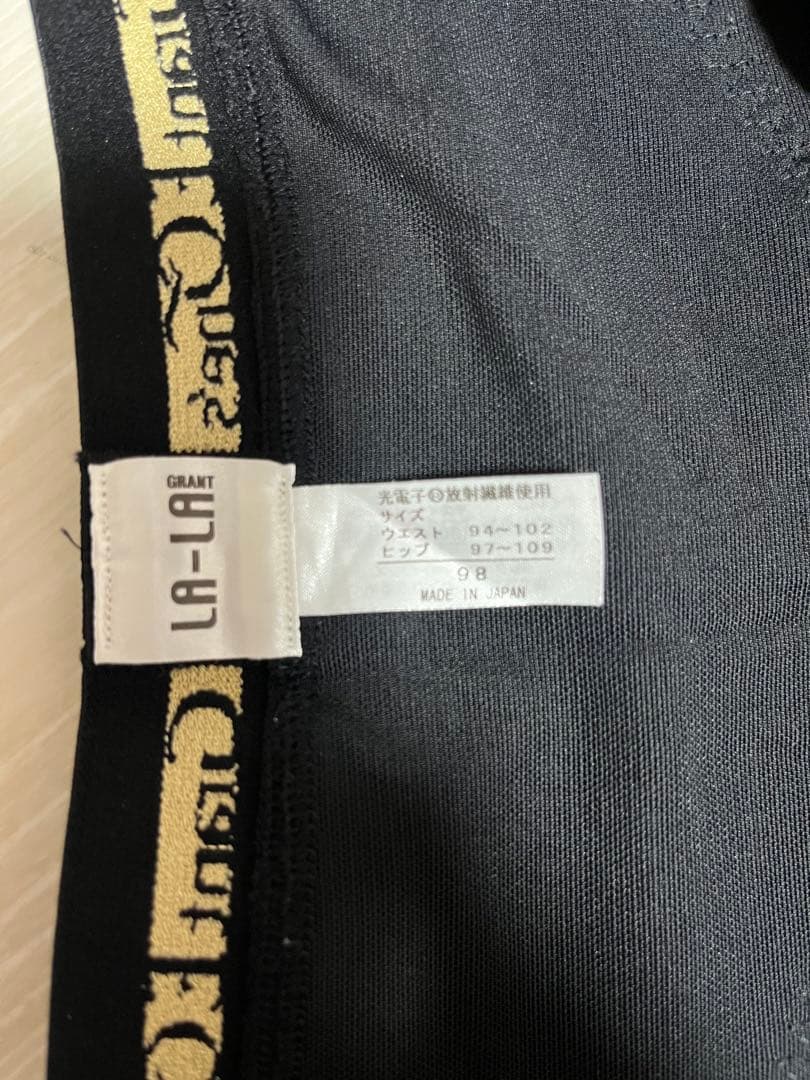 GRANT
LA-LA
光電子®放射繊維使用
サイズ
ウエスト 94～102
ヒップ 97～109
98
MADE IN JAPAN